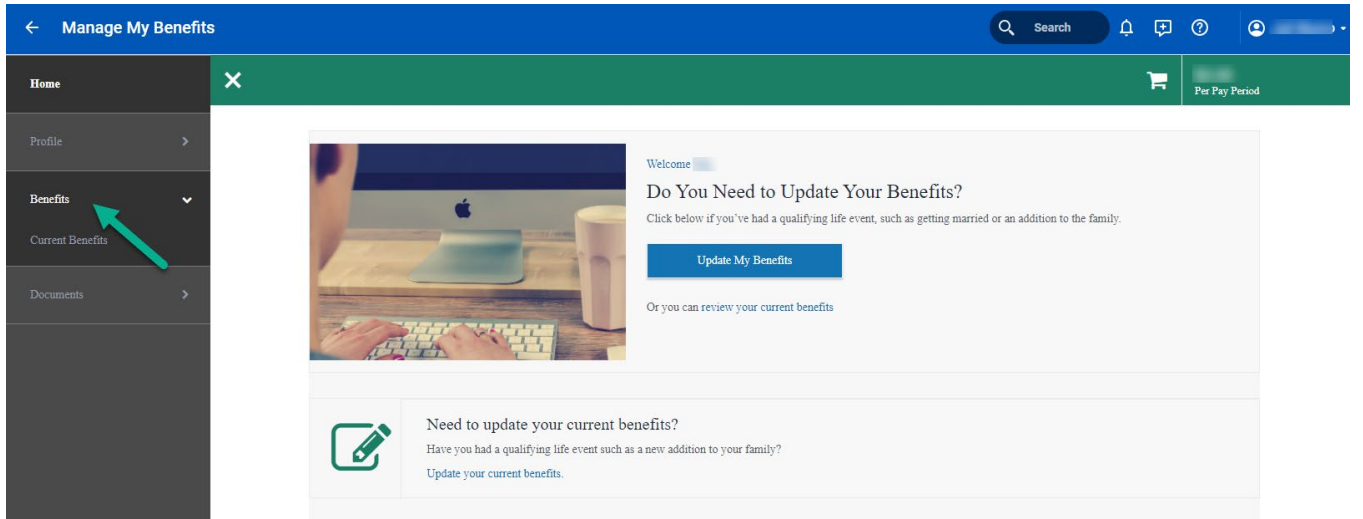 Manage My Benefits
Search
Home
Per Pay Period
Profile
Welcome
Do You Need to Update Your Benefits?
Click below if you've had a qualifying life event, such as getting married or an addition to the family.
Benefits
Current Benefits
Update My Benefits
Documents
Or you can review your current benefits
Need to update your current benefits?
Have you had a qualifying life event such as a new addition to your family?
Update your current benefits.